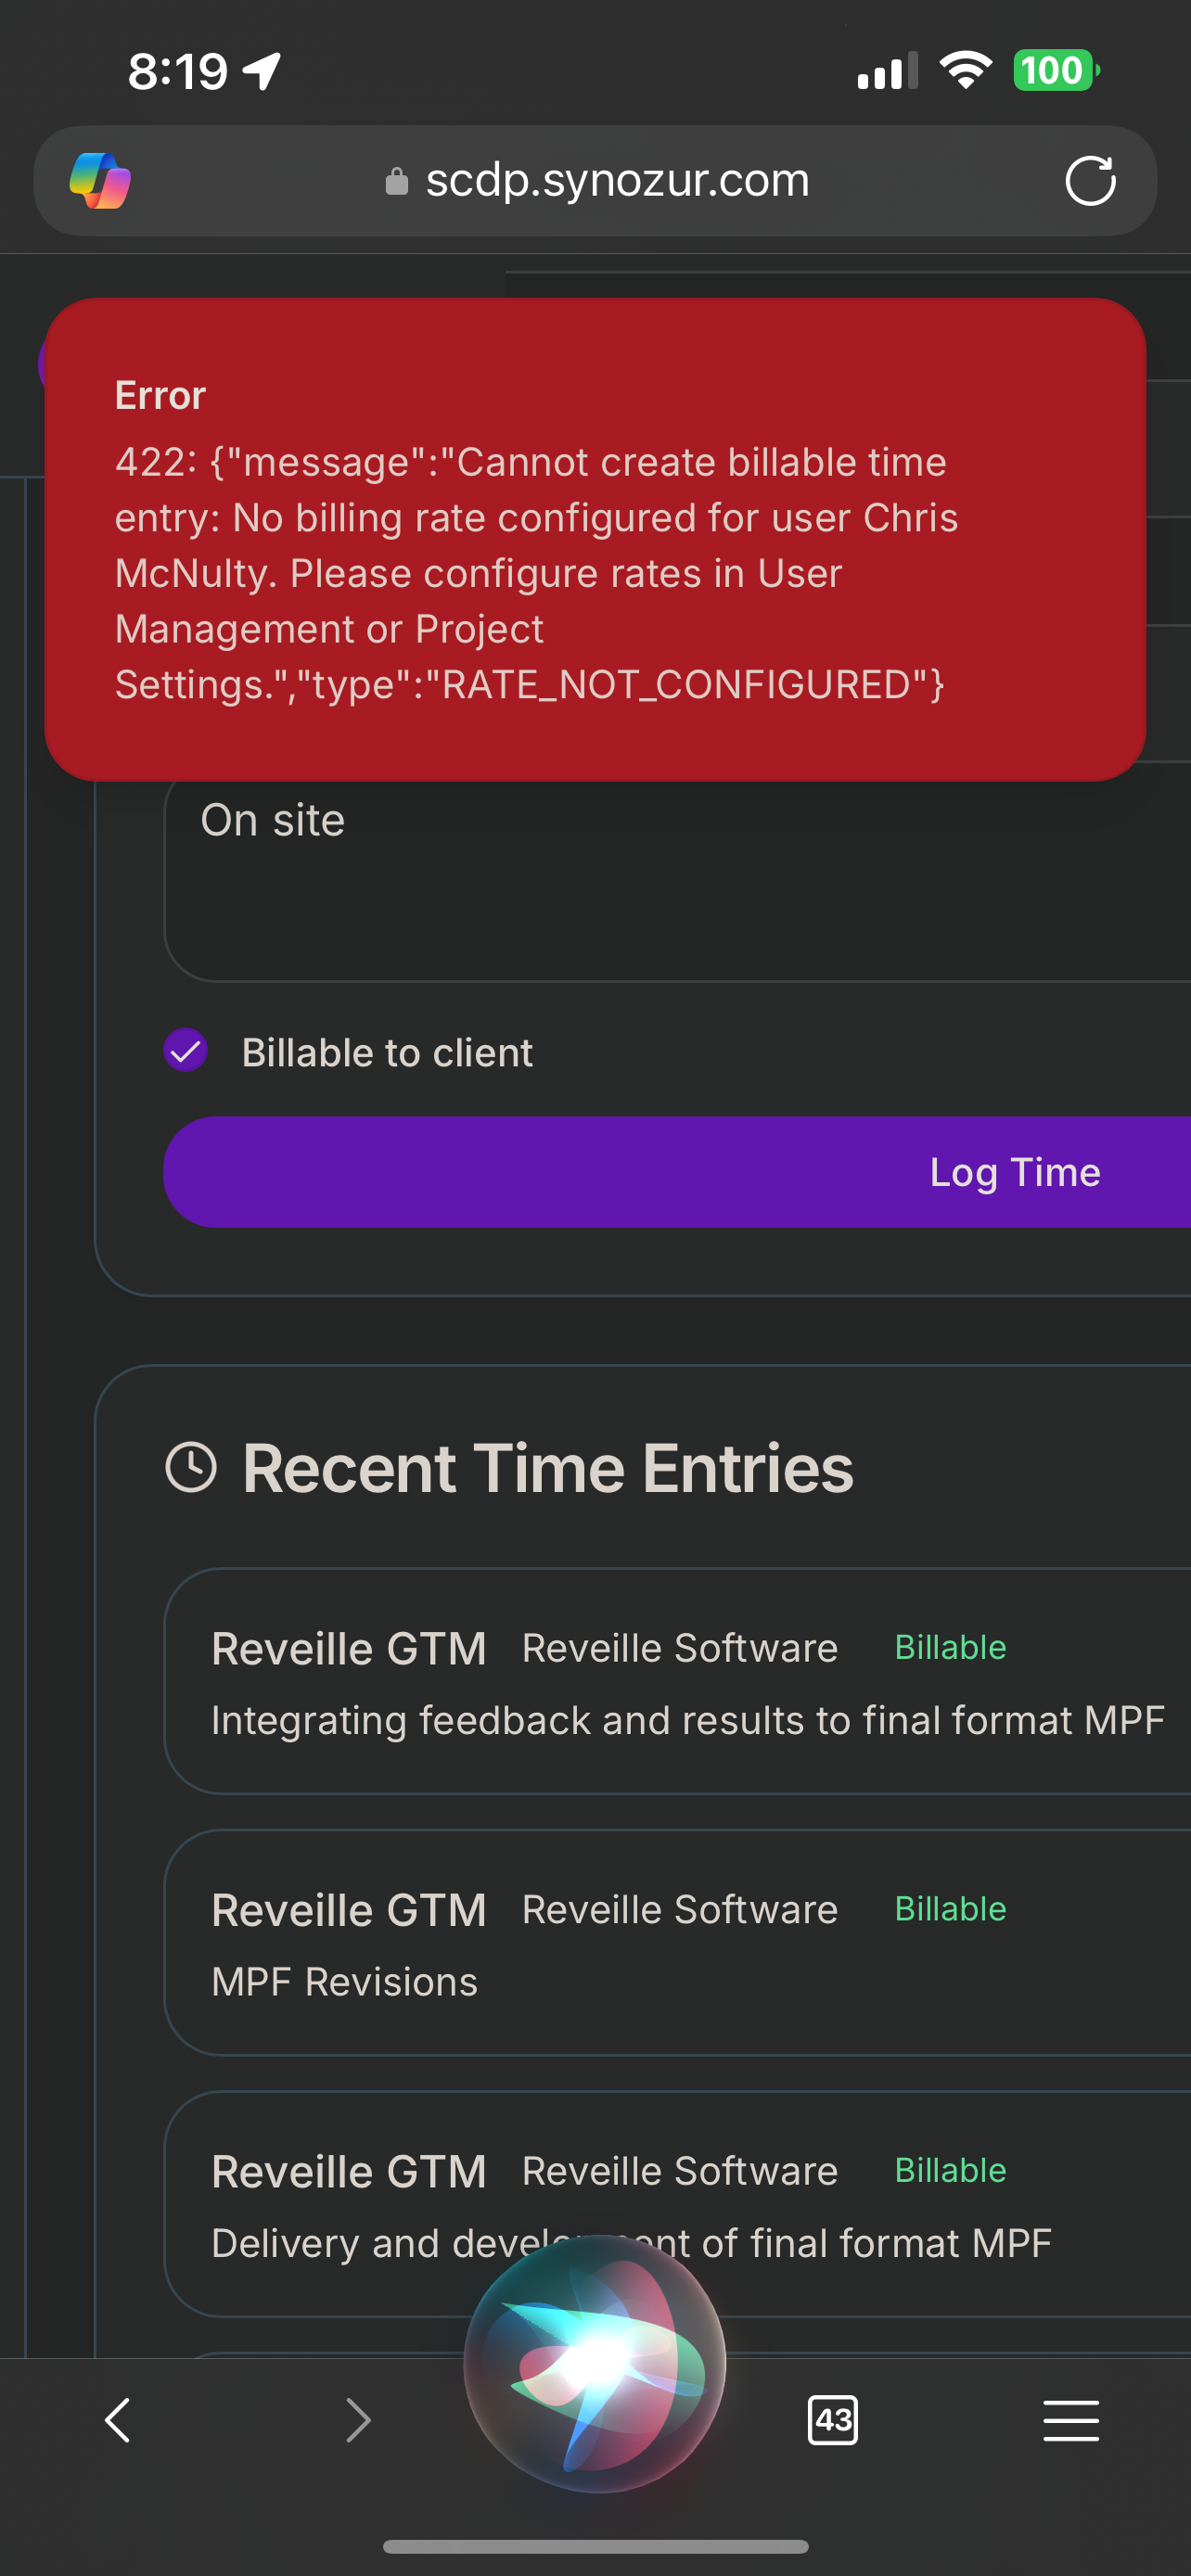 8:19
100
scdp.synozur.com
Error
422: {"message":"Cannot create billable time
entry: No billing rate configured for user Chris
McNulty. Please configure rates in User
Management or Project
Settings.","type":"RATE_NOT_CONFIGURED"}
On site
Billable to client
Log Time
Recent Time Entries
Reveille GTM Reveille Software Billable
Integrating feedback and results to final format MPF
Reveille GTM Reveille Software Billable
MPF Revisions
Reveille GTM Reveille Software Billable
Delivery and development of final format MPF
43